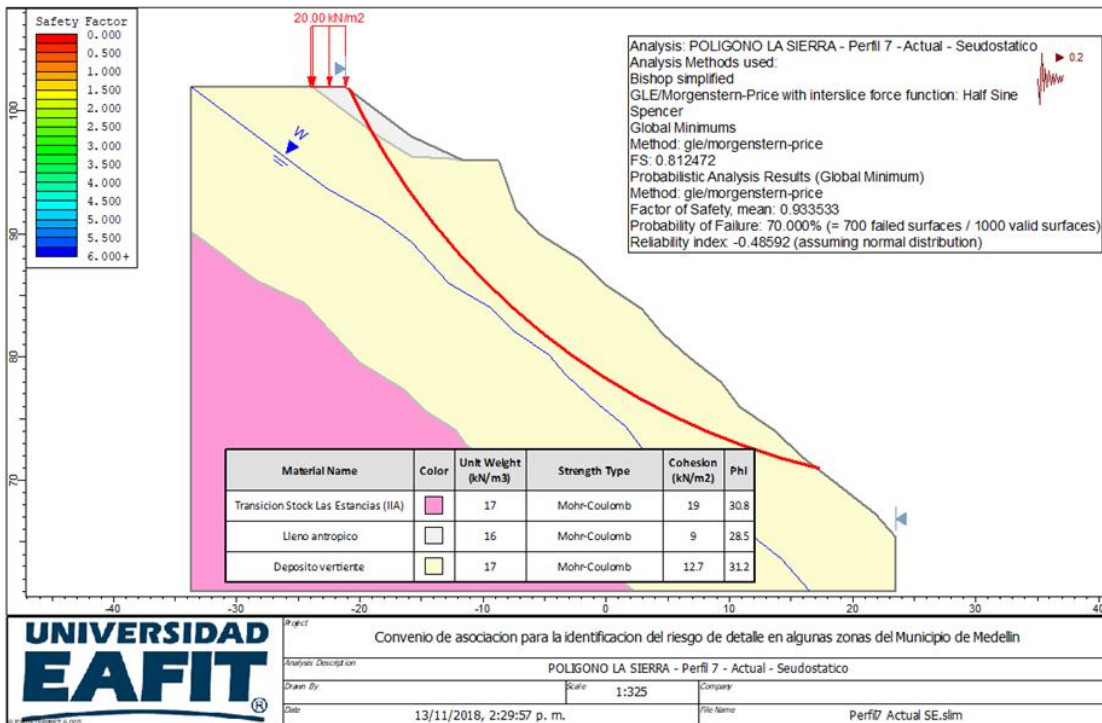 Safety Factor
0.000
0.500
1.000
1.500
2.000
2.500
3.000
3.500
4.000
4.500
5.000
5.500
6.000+
20.00 kN/m2
Analysis: POLIGONO LA SIERRA - Perfil 7 - Actual - Seudostatico
Analysis Methods used:
Bishop simplified
GLE/Morgenstern-Price with interslice force function: Half Sine
Spencer
Global Minimums
Method: gle/morgenstern-price
FS: 0.812472
Probabilistic Analysis Results (Global Minimum)
Method: gle/morgenstern-price
Factor of Safety, mean: 0.933533
Probability of Failure: 70.000% (= 700 failed surfaces / 1000 valid surfaces)
Reliability index: -0.48592 (assuming normal distribution)
0.2
W
100
90
80
70
Material Name Color Unit Weight (kN/m3) Strength Type Cohesion (kN/m2) Phi
Transicion Stock Las Estancias (IIA) 17 Mohr-Coulomb 19 30.8
Lleno antropico 16 Mohr-Coulomb 9 28.5
Deposito vertiente 17 Mohr-Coulomb 12.7 31.2
-40 -30 -20 -10 0 10 20 30 40
UNIVERSIDAD
EAFIT®
Project
Convenio de asociacion para la identificacion del riesgo de detalle en algunas zonas del Municipio de Medellin
Analysis Description
POLIGONO LA SIERRA - Perfil 7 - Actual - Seudostatico
Drawn By
Scale 1:325
Company
Date 13/11/2018, 2:29:57 p. m.
File Name Perfil7 Actual SE.slim